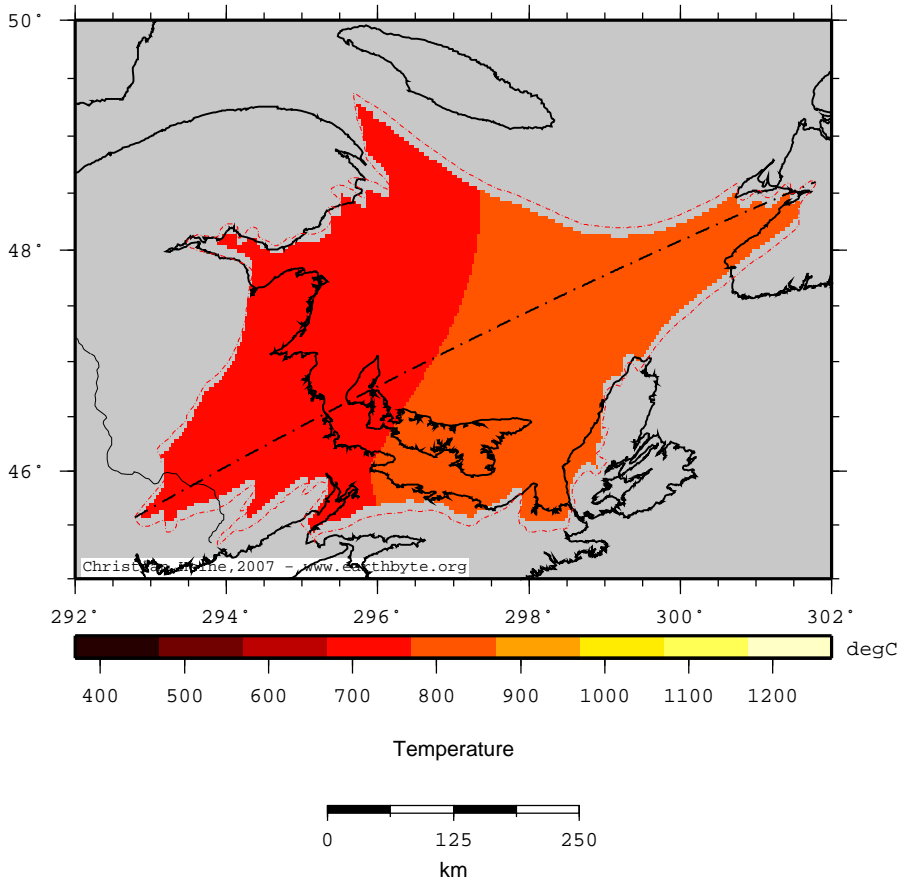 50°
48°
46°
Christian Heine,2007 - www.earthbyte.org
292° 294° 296° 298° 300° 302°
degC
400 500 600 700 800 900 1000 1100 1200
Temperature
0 125 250
km